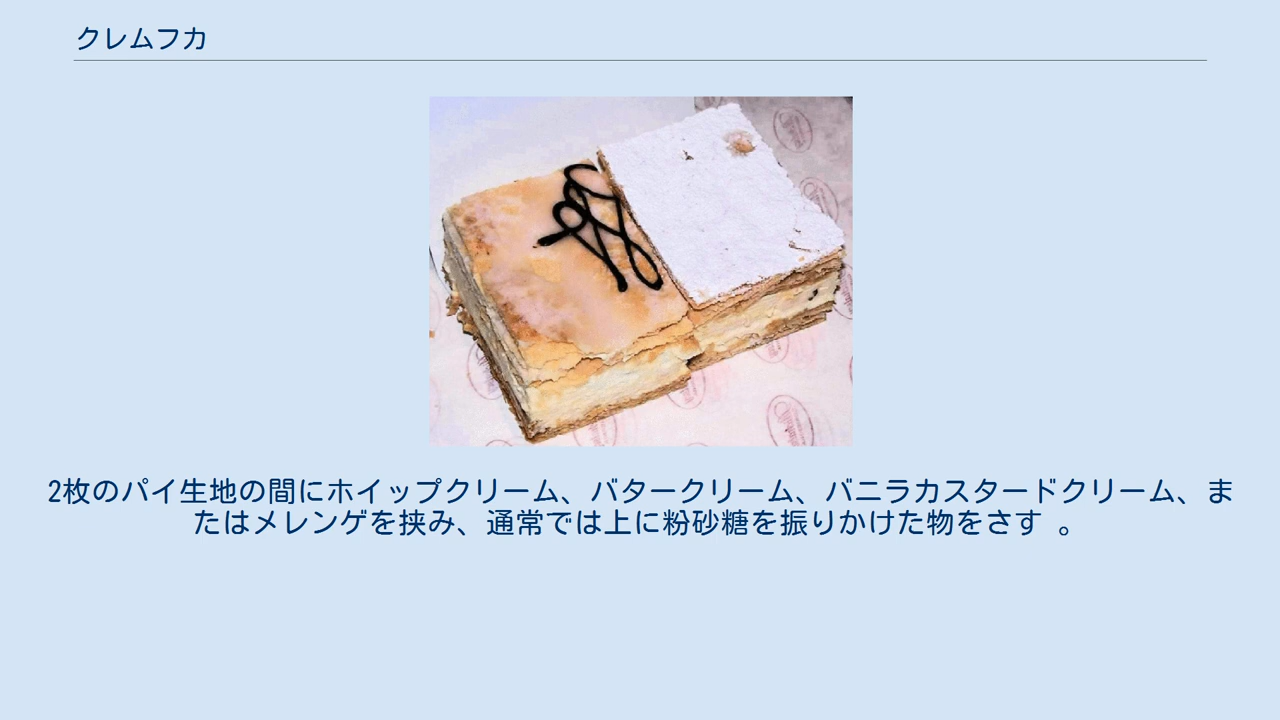 クレムフカ
2枚のパイ生地の間にホイップクリーム、バタークリーム、バニラカスタードクリーム、ま
たはメレンゲを挟み、通常では上に粉砂糖を振りかけた物をさす 。